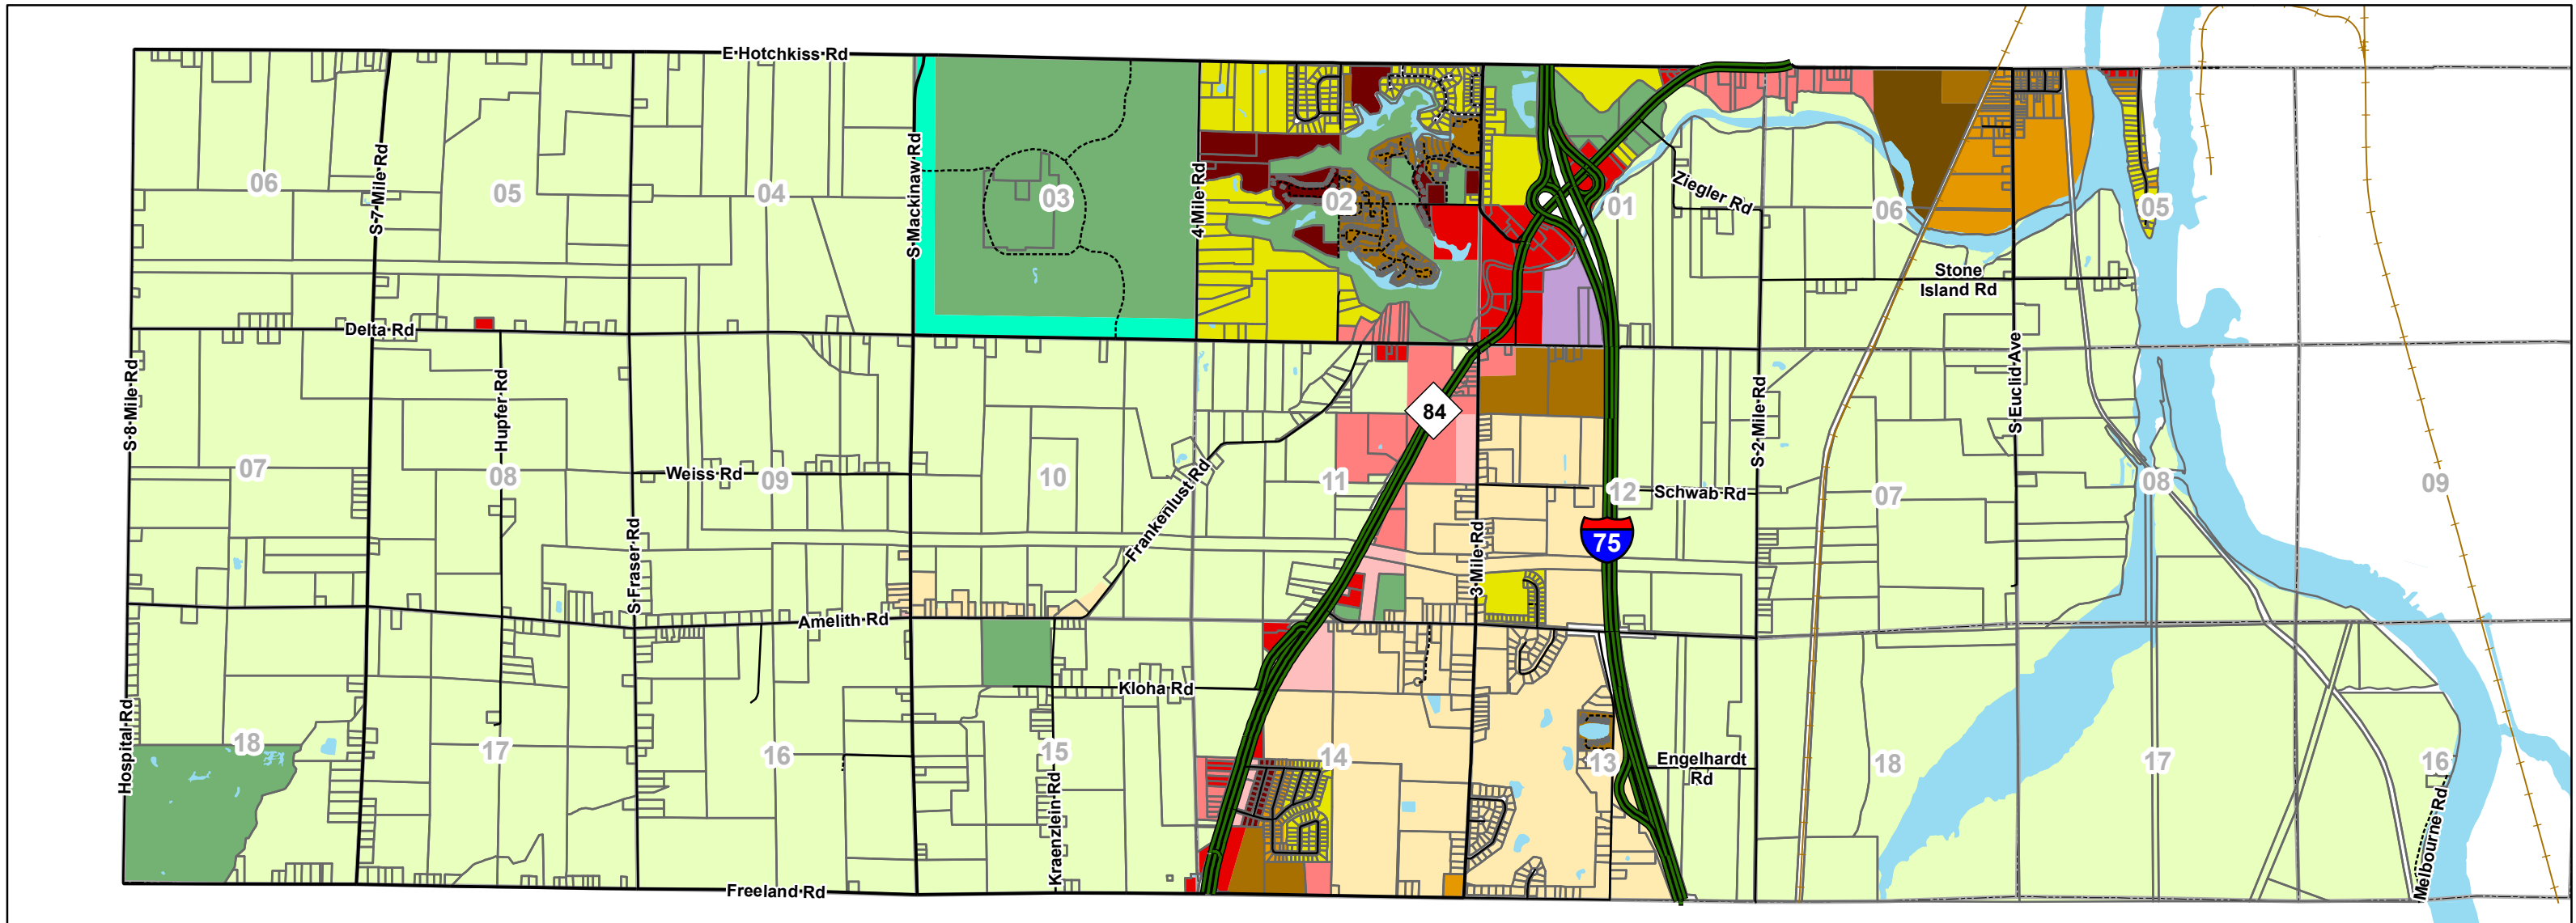 E Hotchkiss Rd
S 7 Mile Rd
S Mackinaw Rd
4 Mile Rd
Ziegler Rd
06
05
04
03
02
01
06
05
Stone
Island Rd
Delta Rd
S 8 Mile Rd
Hupfer Rd
84
S 2 Mile Rd
S Euclid Ave
07
08
Weiss Rd
09
10
Frankenlust Rd
11
12
Schwab Rd
07
08
09
S Fraser Rd
3 Mile Rd
75
Amelith Rd
Kloha Rd
Hospital Rd
18
17
16
15
14
13
Engelhardt
Rd
18
17
16
Kraenzlein Rd
Melbourne Rd
Freeland Rd